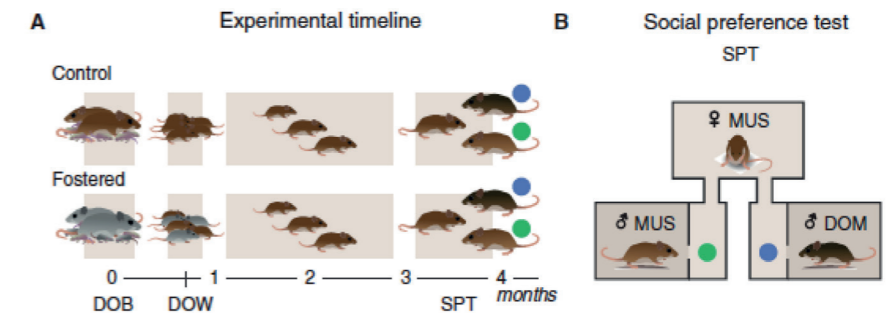 A
Experimental timeline
Control
Fostered
0 1 2 3 4
months
DOB DOW SPT
B
Social preference test
SPT
♀ MUS
♂ MUS
♂ DOM